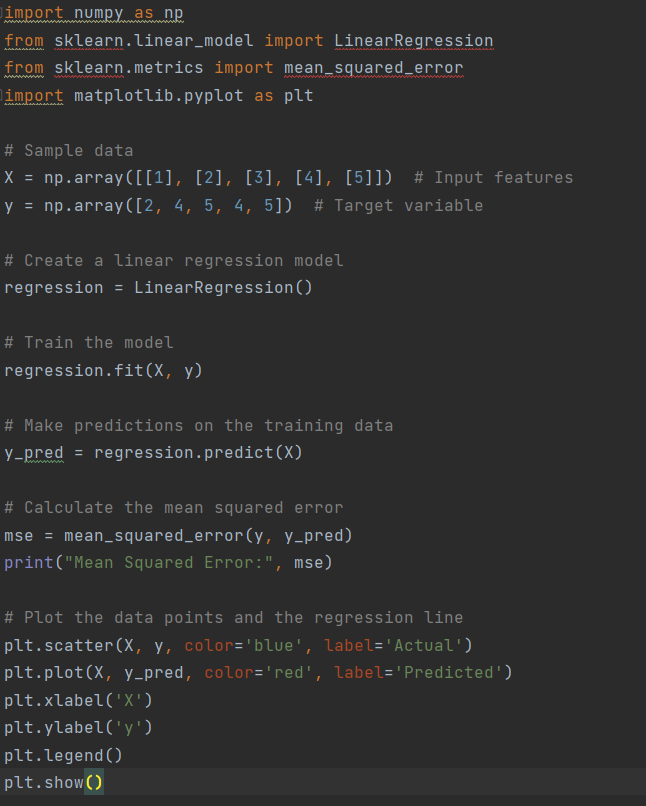 import numpy as np
from sklearn.linear_model import LinearRegression
from sklearn.metrics import mean_squared_error
import matplotlib.pyplot as plt

# Sample data
X = np.array([[1], [2], [3], [4], [5]])  # Input features
y = np.array([2, 4, 5, 4, 5])  # Target variable

# Create a linear regression model
regression = LinearRegression()

# Train the model
regression.fit(X, y)

# Make predictions on the training data
y_pred = regression.predict(X)

# Calculate the mean squared error
mse = mean_squared_error(y, y_pred)
print("Mean Squared Error:", mse)

# Plot the data points and the regression line
plt.scatter(X, y, color='blue', label='Actual')
plt.plot(X, y_pred, color='red', label='Predicted')
plt.xlabel('X')
plt.ylabel('y')
plt.legend()
plt.show()